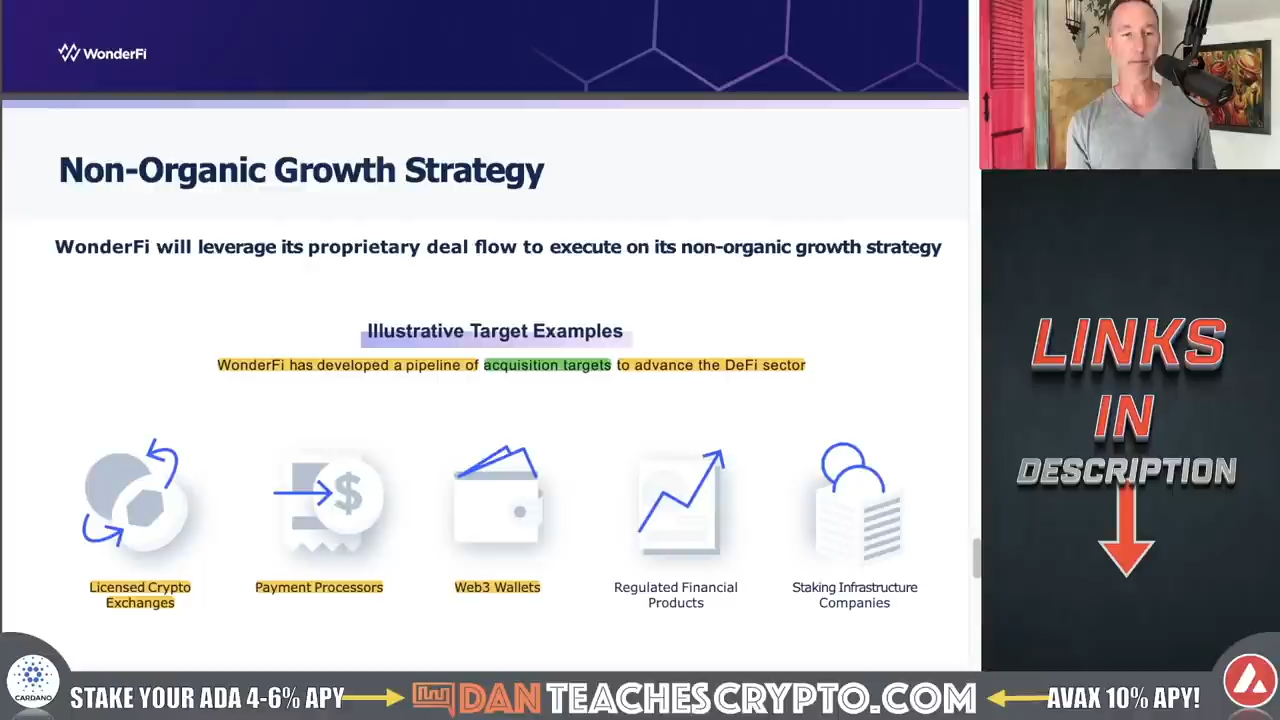 WonderFi
Non-Organic Growth Strategy
WonderFi will leverage its proprietary deal flow to execute on its non-organic growth strategy
Illustrative Target Examples
WonderFi has developed a pipeline of acquisition targets to advance the DeFi sector
Licensed Crypto
Exchanges
Payment Processors
Web3 Wallets
Regulated Financial
Products
Staking Infrastructure
Companies
$
LINKS
IN
DESCRIPTION
CARDANO
STAKE YOUR ADA 4-6% APY
DANTEACHESCRYPTO.COM
AVAX 10% APY!